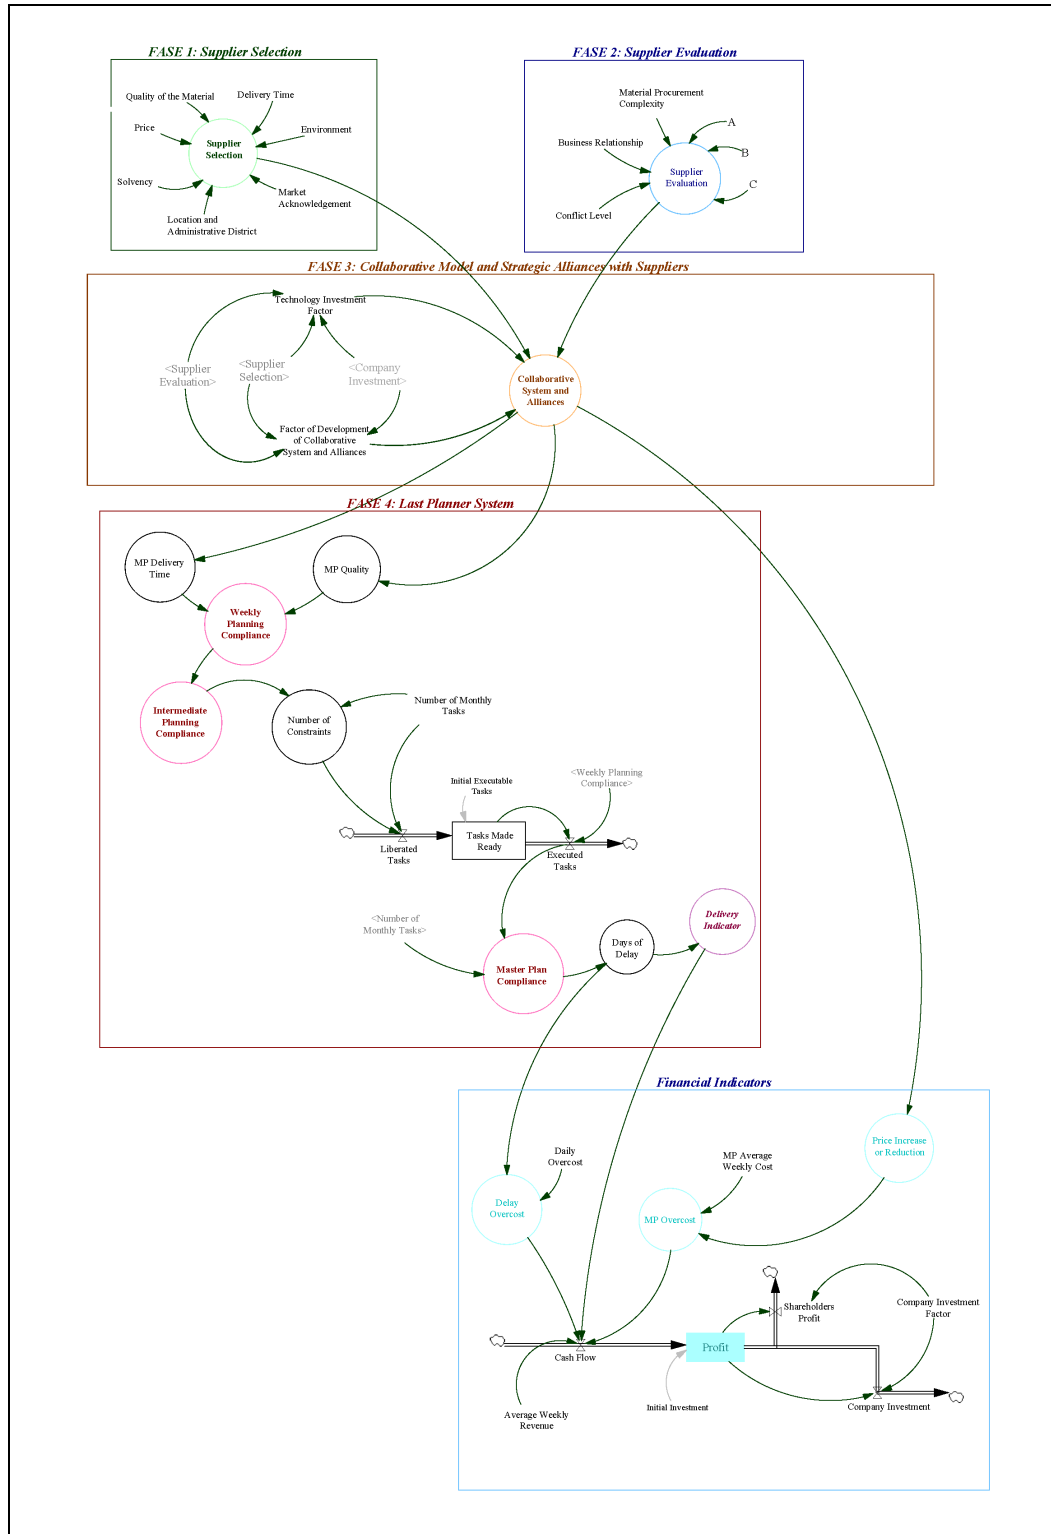 FASE 1: Supplier Selection
Quality of the Material
Delivery Time
Price
Environment
Supplier
Selection
Solvency
Market
Acknowledgement
Location and
Administrative District
FASE 2: Supplier Evaluation
Material Procurement
Complexity
A
Business Relationship
B
Supplier
Evaluation
C
Conflict Level
FASE 3: Collaborative Model and Strategic Alliances with Suppliers
Technology Investment
Factor
<Supplier
Evaluation>
<Supplier
Selection>
<Company
Investment>
Collaborative
System and
Alliances
Factor of Development
of Collaborative
System and Alliances
FASE 4: Last Planner System
MP Delivery
Time
MP Quality
Weekly
Planning
Compliance
Intermediate
Planning
Compliance
Number of
Constraints
Number of Monthly
Tasks
Initial Executable
Tasks
<Weekly Planning
Compliance>
Liberated
Tasks
Tasks Made
Ready
Executed
Tasks
<Number of
Monthly Tasks>
Master Plan
Compliance
Days of
Delay
Delivery
Indicator
Financial Indicators
Price Increase
or Reduction
Daily
Overcost
MP Average
Weekly Cost
Delay
Overcost
MP Overcost
Shareholders
Profit
Company Investment
Factor
Cash Flow
Profit
Initial Investment
Company Investment
Average Weekly
Revenue